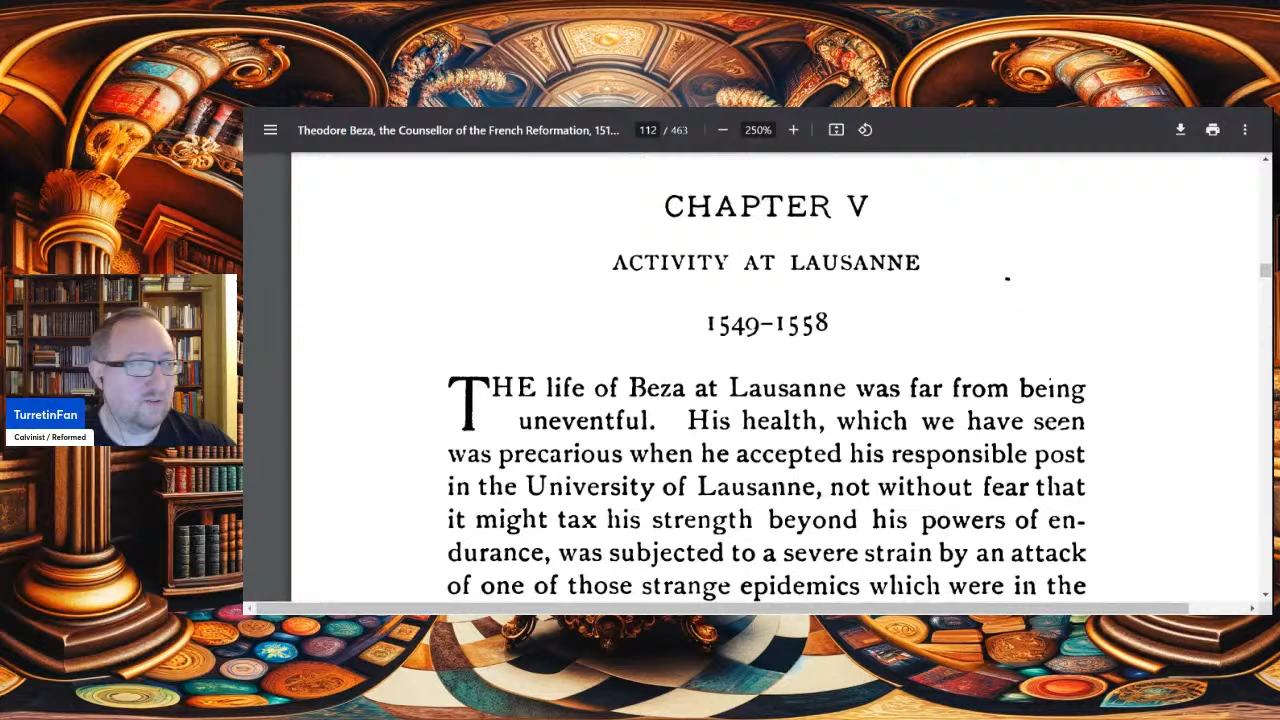 Theodore Beza, the Counsellor of the French Reformation, 151...
112 / 463
250%
CHAPTER V
ACTIVITY AT LAUSANNE
1549–1558
THE life of Beza at Lausanne was far from being
uneventful. His health, which we have seen
was precarious when he accepted his responsible post
in the University of Lausanne, not without fear that
it might tax his strength beyond his powers of en-
durance, was subjected to a severe strain by an attack
of one of those strange epidemics which were in the
TurretinFan
Calvinist / Reformed